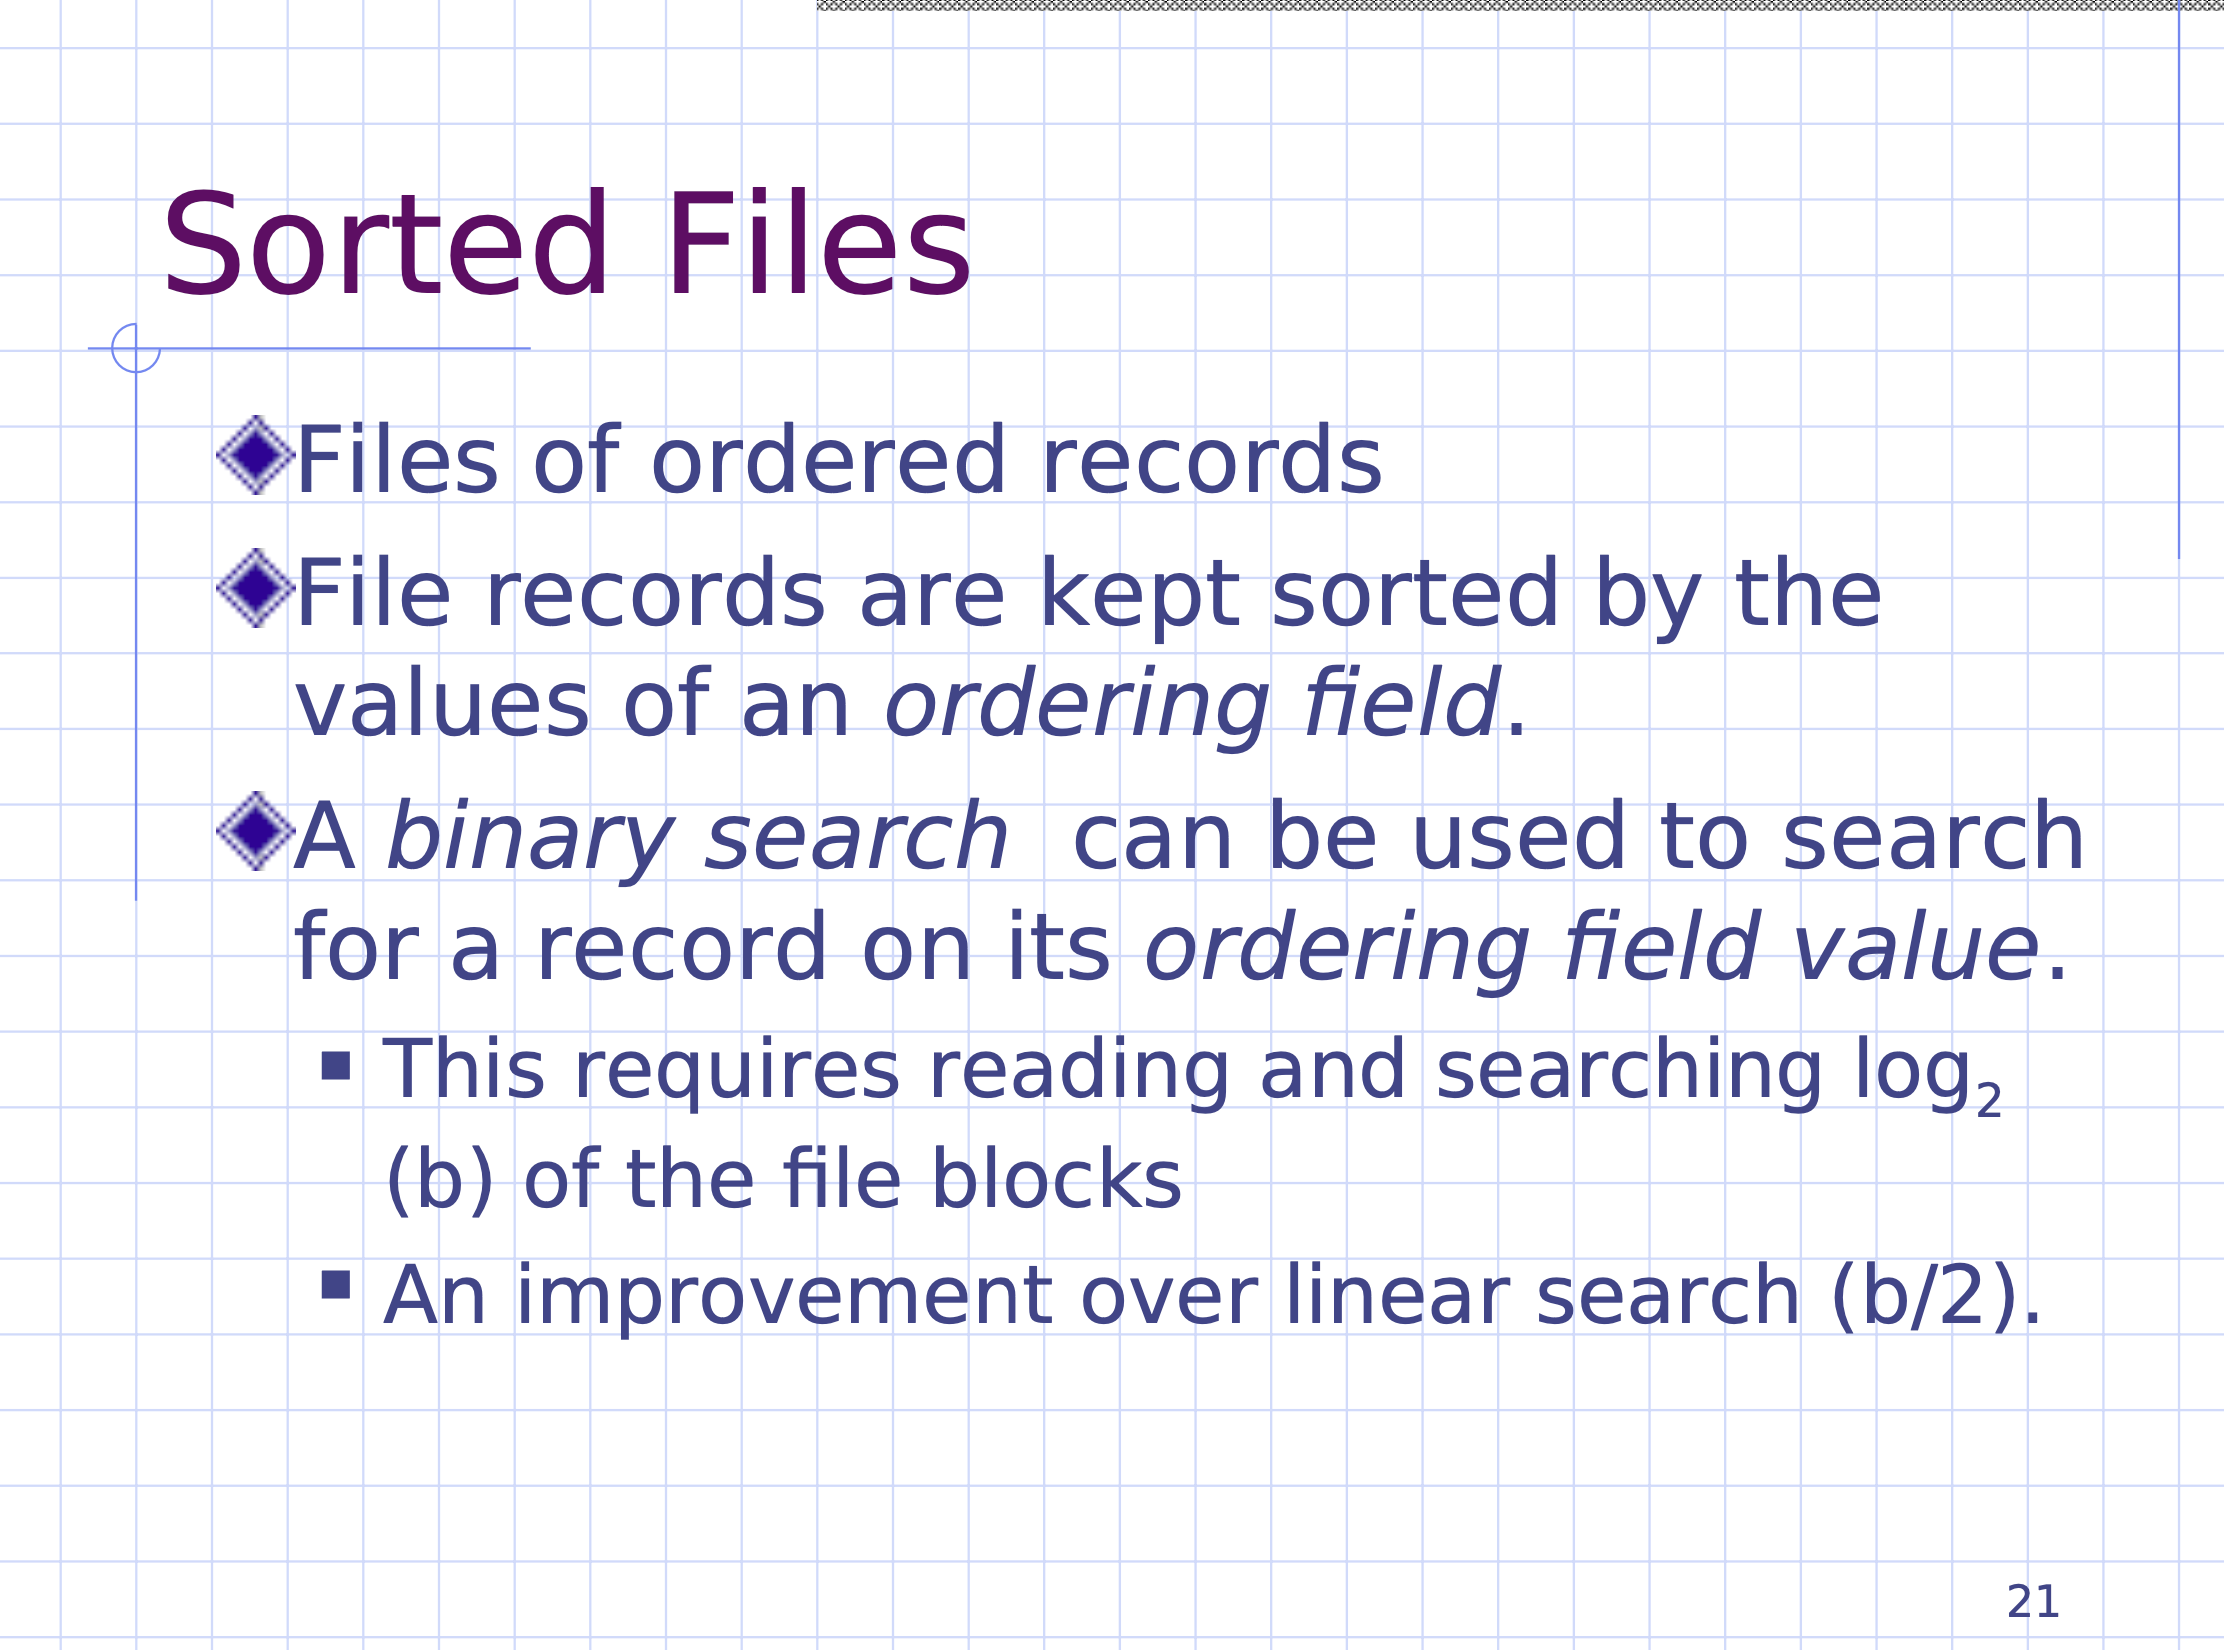 Sorted Files
Files of ordered records
File records are kept sorted by the
values of an ordering field.
A binary search  can be used to search
for a record on its ordering field value.
This requires reading and searching log₂
(b) of the file blocks
An improvement over linear search (b/2).
21